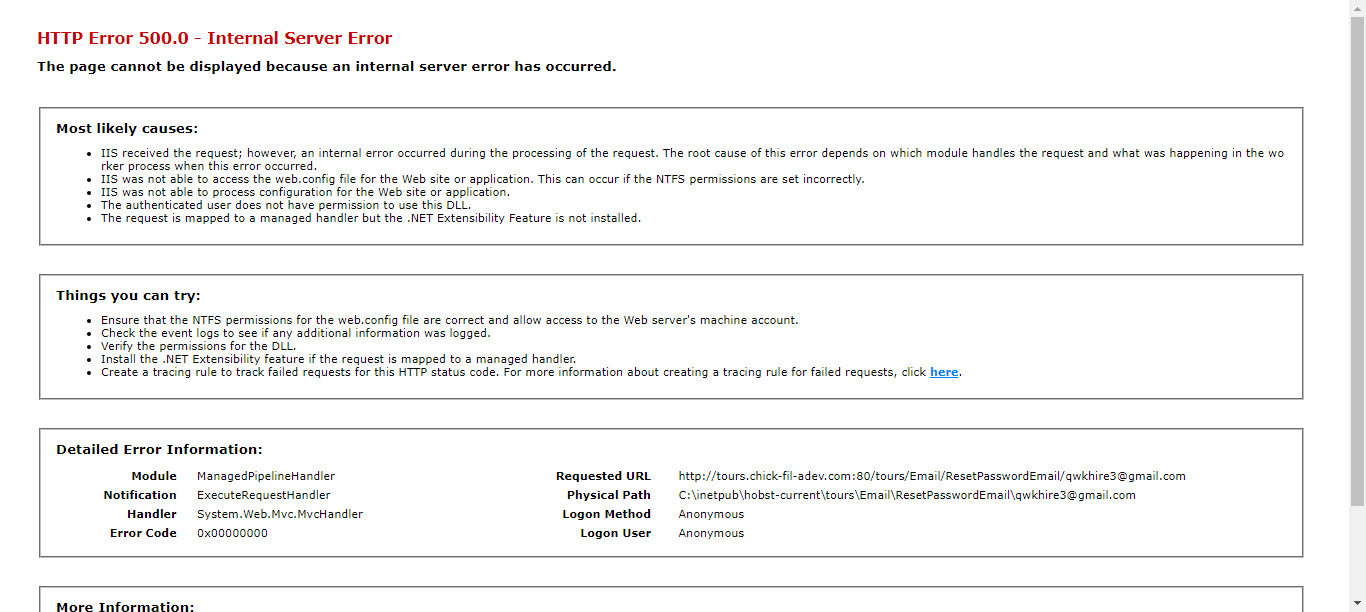 HTTP Error 500.0 - Internal Server Error
The page cannot be displayed because an internal server error has occurred.
Most likely causes:
IIS received the request; however, an internal error occurred during the processing of the request. The root cause of this error depends on which module handles the request and what was happening in the wo
rker process when this error occurred.
IIS was not able to access the web.config file for the Web site or application. This can occur if the NTFS permissions are set incorrectly.
IIS was not able to process configuration for the Web site or application.
The authenticated user does not have permission to use this DLL.
The request is mapped to a managed handler but the .NET Extensibility Feature is not installed.
Things you can try:
Ensure that the NTFS permissions for the web.config file are correct and allow access to the Web server's machine account.
Check the event logs to see if any additional information was logged.
Verify the permissions for the DLL.
Install the .NET Extensibility feature if the request is mapped to a managed handler.
Create a tracing rule to track failed requests for this HTTP status code. For more information about creating a tracing rule for failed requests, click here.
Detailed Error Information:
Module ManagedPipelineHandler Requested URL http://tours.chick-fil-adev.com:80/tours/Email/ResetPasswordEmail/qwkhire3@gmail.com
Notification ExecuteRequestHandler Physical Path C:\inetpub\hobst-current\tours\Email\ResetPasswordEmail\qwkhire3@gmail.com
Handler System.Web.Mvc.MvcHandler Logon Method Anonymous
Error Code 0x00000000 Logon User Anonymous
More Information: